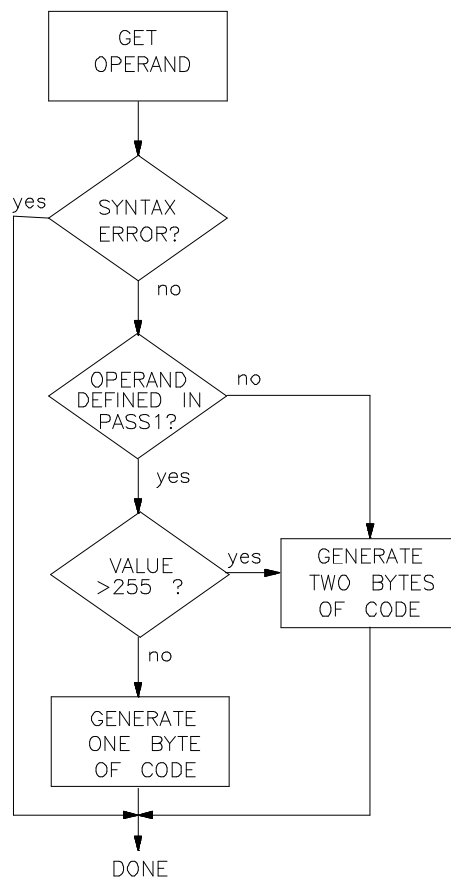 GET
OPERAND
yes
SYNTAX
ERROR?
no
OPERAND
DEFINED IN
PASS1?
no
yes
VALUE
>255 ?
yes
GENERATE
TWO BYTES
OF CODE
no
GENERATE
ONE BYTE
OF CODE
DONE